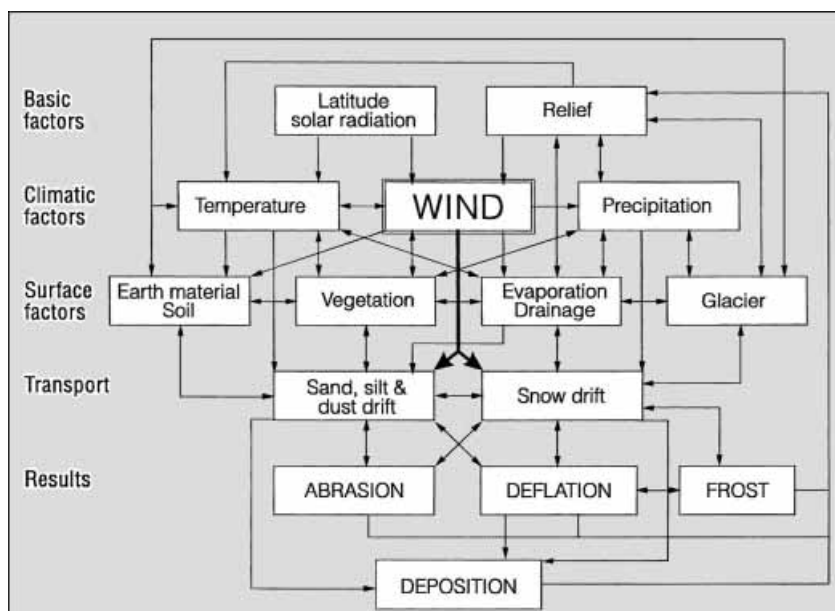 Basic
factors
Latitude
solar radiation
Relief
Climatic
factors
Temperature
WIND
Precipitation
Surface
factors
Earth material
Soil
Vegetation
Evaporation
Drainage
Glacier
Transport
Sand, silt &
dust drift
Snow drift
Results
ABRASION
DEFLATION
FROST
DEPOSITION